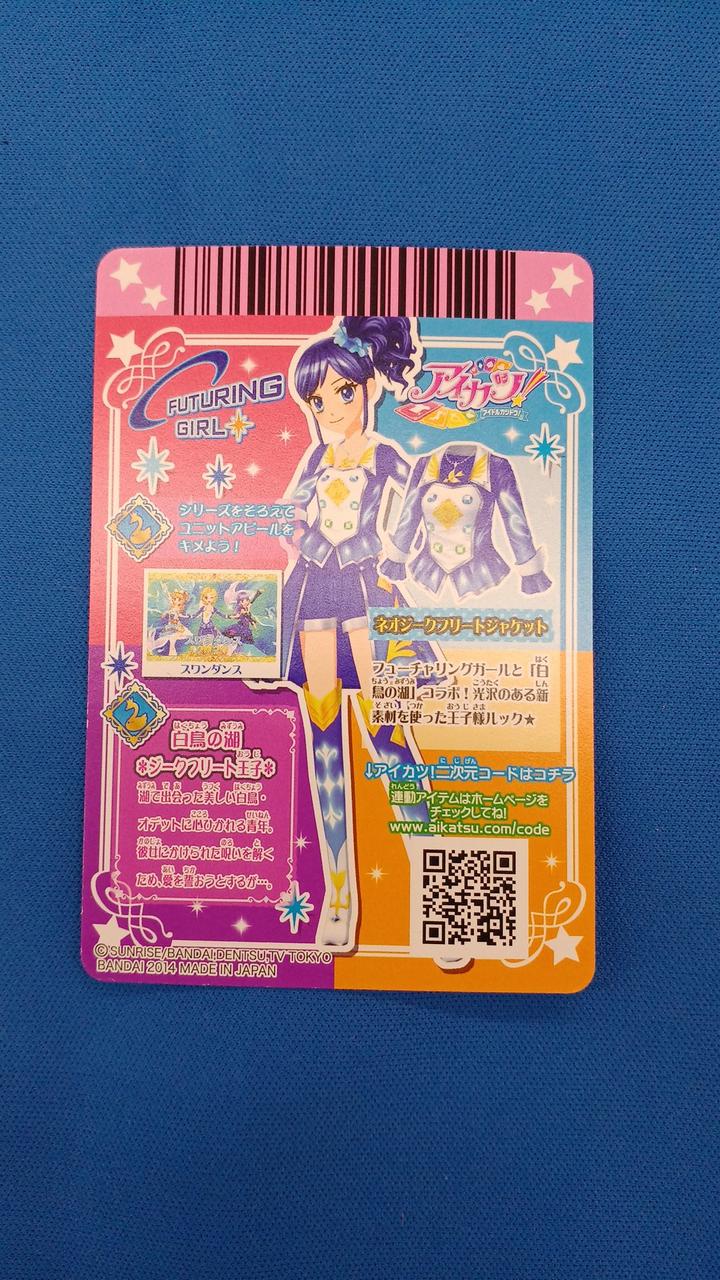 FUTURING
GIRL
アイカツ!
アイドルカツドウ!
シリーズをそろえて
ユニットアピールを
キメよう!
スワンダンス
ネオジークフリートジャケット
フューチャリングガールと「白
鳥の湖」コラボ!光沢のある新
素材を使った王子様ルック★
白鳥の湖
*ジークフリート王子*
湖で出会った美しい白鳥・
オデットに心ひかれる青年。
彼女にかけられた呪いを解く
ため、愛を誓おうとするが…。
↓アイカツ!二次元コードはコチラ
連動アイテムはホームページを
チェックしてね!
www.aikatsu.com/code
©SUNRISE/BANDAI,DENTSU,TV TOKYO
BANDAI 2014 MADE IN JAPAN